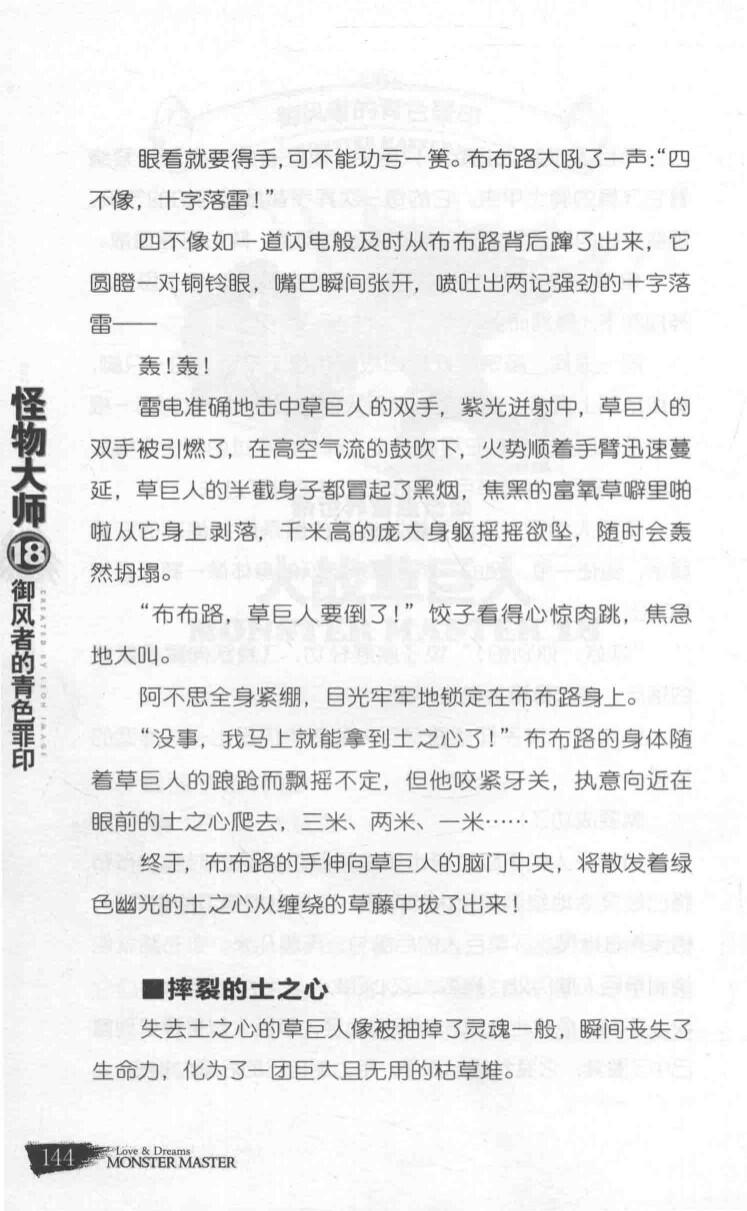 眼看就要得手，可不能功亏一篑。布布路大吼了一声：“四
不像，十字落雷！”
四不像如一道闪电般及时从布布路背后蹿了出来，它
圆瞪一对铜铃眼，嘴巴瞬间张开，喷吐出两记强劲的十字落
雷——
轰！轰！
雷电准确地击中草巨人的双手，紫光迸射中，草巨人的
双手被引燃了，在高空气流的鼓吹下，火势顺着手臂迅速蔓
延，草巨人的半截身子都冒起了黑烟，焦黑的富氧草噼里啪
啦从它身上剥落，千米高的庞大身躯摇摇欲坠，随时会轰
然坍塌。
“布布路，草巨人要倒了！”饺子看得心惊肉跳，焦急
地大叫。
阿不思全身紧绷，目光牢牢地锁定在布布路身上。
“没事，我马上就能拿到土之心了！”布布路的身体随
着草巨人的踉跄而飘摇不定，但他咬紧牙关，执意向近在
眼前的土之心爬去，三米、两米、一米……
终于，布布路的手伸向草巨人的脑门中央，将散发着绿
色幽光的土之心从缠绕的草藤中拔了出来！
■摔裂的土之心
失去土之心的草巨人像被抽掉了灵魂一般，瞬间丧失了
生命力，化为了一团巨大且无用的枯草堆。
怪物大师⑱御风者的青色罪印
CREATED BY LEON IMAGE
144
Love & Dreams
MONSTER MASTER